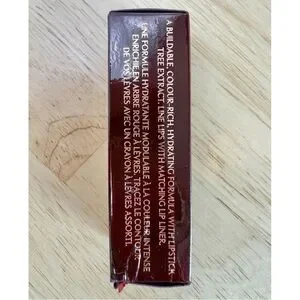 A BUILDABLE, COLOUR-RICH, HYDRATING FORMULA WITH LIPSTICK
TREE EXTRACT. LINE LIPS WITH MATCHING LIP LINER.
UNE FORMULE HYDRATANTE MODULABLE À LA COULEUR INTENSE
ENRICHIE EN ARBRE ROUGE À LÈVRES. TRACEZ LE CONTOUR
DE VOS LÈVRES AVEC UN CRAYON À LÈVRES ASSORTI.